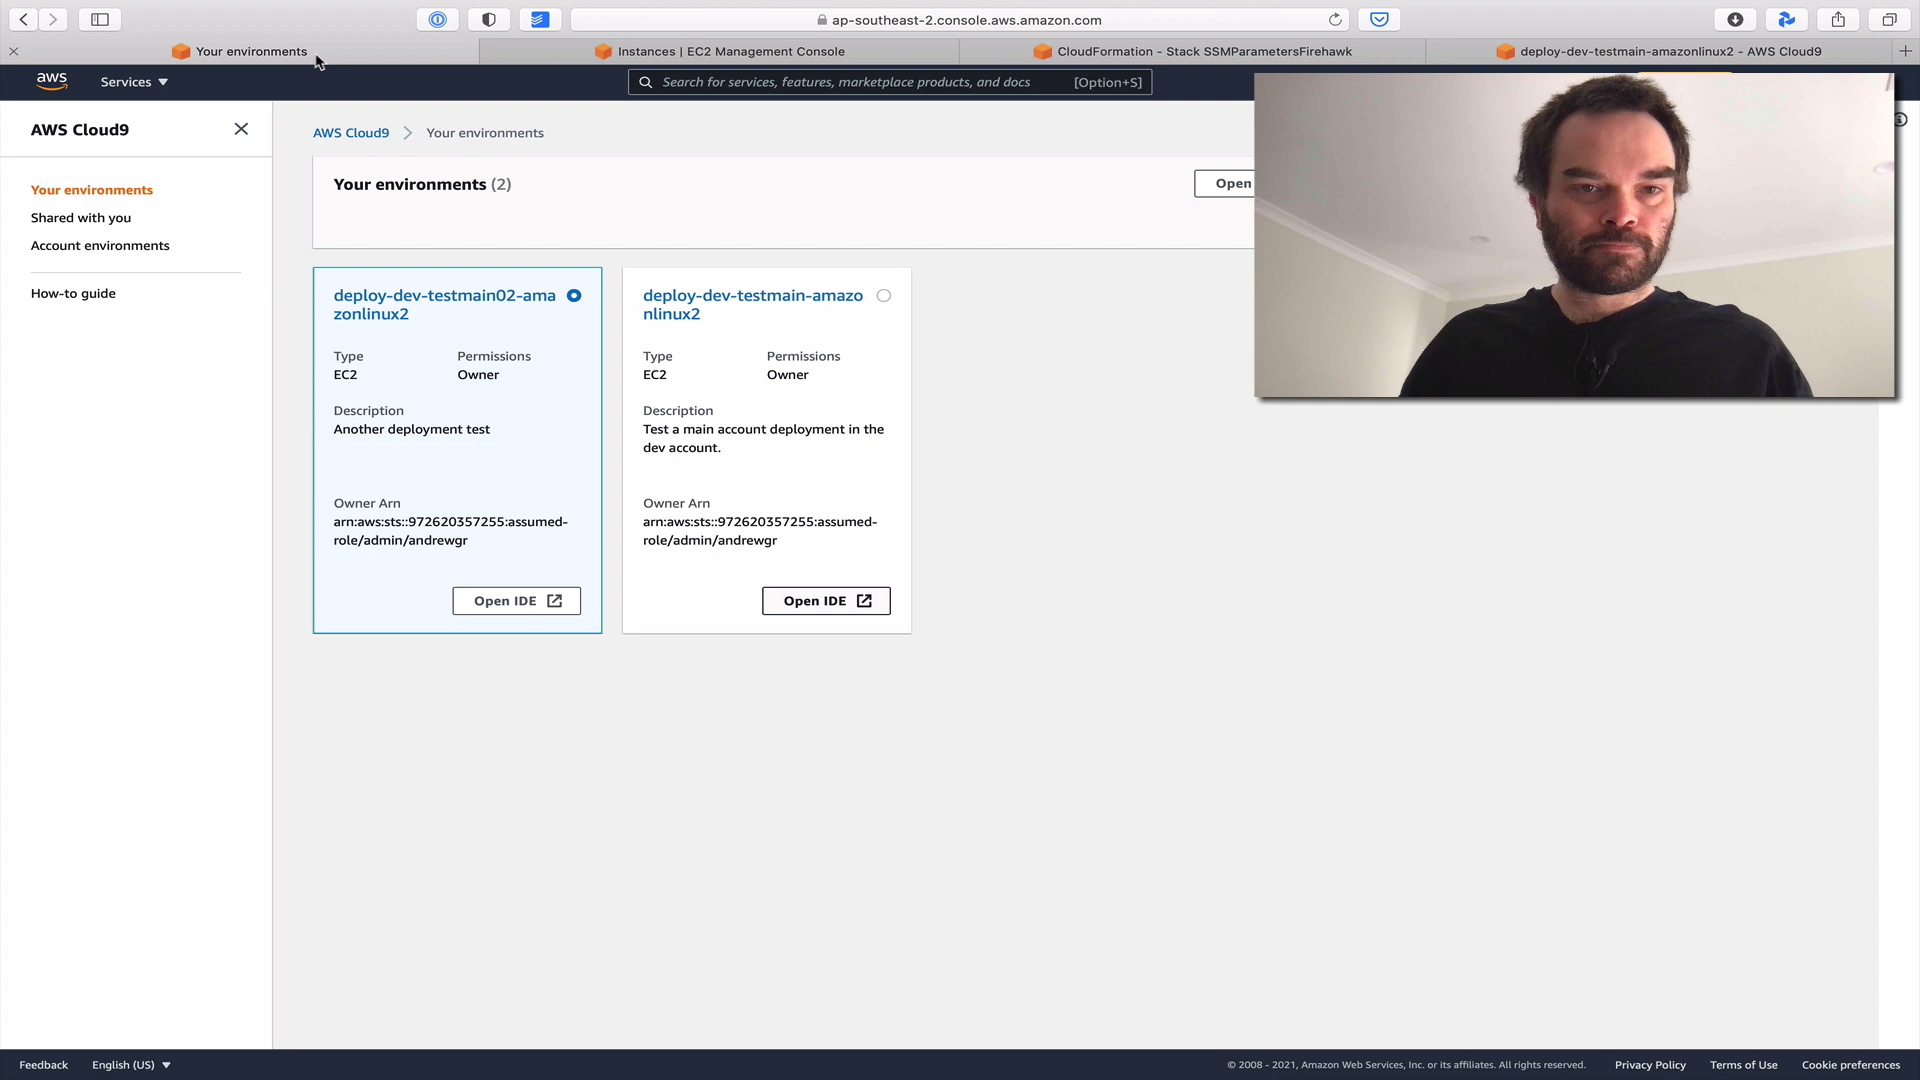 ap-southeast-2.console.aws.amazon.com
Your environments
Instances | EC2 Management Console
CloudFormation - Stack SSMParametersFirehawk
deploy-dev-testmain-amazonlinux2 - AWS Cloud9
aws
Services
Search for services, features, marketplace products, and docs
[Option+S]
AWS Cloud9
Your environments
Shared with you
Account environments
How-to guide
AWS Cloud9
Your environments
Your environments (2)
Open
deploy-dev-testmain02-ama
zonlinux2
Type
EC2
Permissions
Owner
Description
Another deployment test
Owner Arn
arn:aws:sts::972620357255:assumed-
role/admin/andrewgr
Open IDE
deploy-dev-testmain-amazo
nlinux2
Type
EC2
Permissions
Owner
Description
Test a main account deployment in the
dev account.
Owner Arn
arn:aws:sts::972620357255:assumed-
role/admin/andrewgr
Open IDE
Feedback
English (US)
© 2008 - 2021, Amazon Web Services, Inc. or its affiliates. All rights reserved.
Privacy Policy
Terms of Use
Cookie preferences